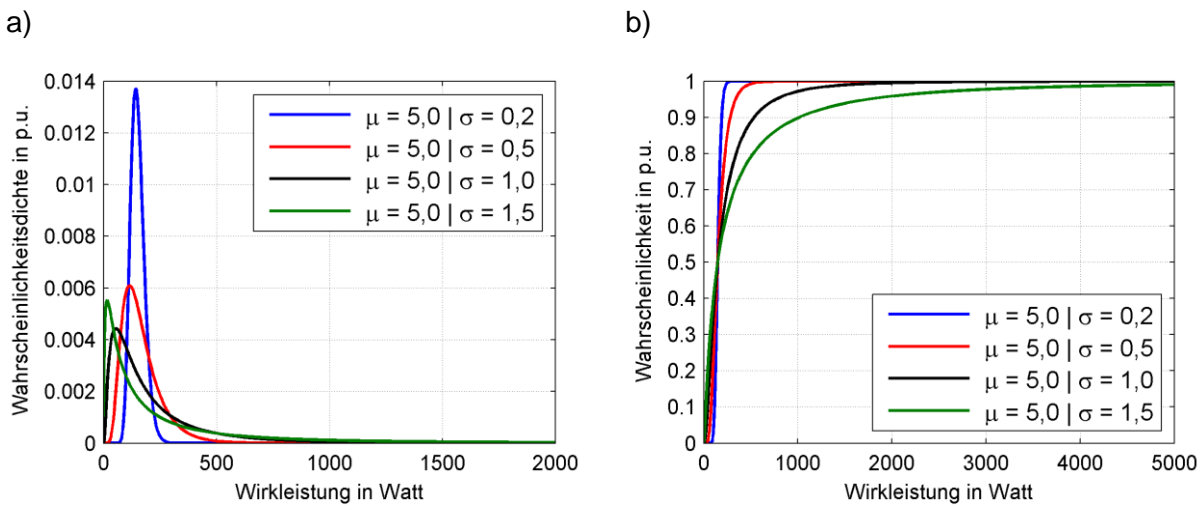 a)
Wahrscheinlichkeitsdichte in p.u.
0.014
0.012
0.01
0.008
0.006
0.004
0.002
0
μ = 5,0 | σ = 0,2
μ = 5,0 | σ = 0,5
μ = 5,0 | σ = 1,0
μ = 5,0 | σ = 1,5
0 500 1000 1500 2000
Wirkleistung in Watt
b)
Wahrscheinlichkeit in p.u.
1
0.9
0.8
0.7
0.6
0.5
0.4
0.3
0.2
0.1
0
μ = 5,0 | σ = 0,2
μ = 5,0 | σ = 0,5
μ = 5,0 | σ = 1,0
μ = 5,0 | σ = 1,5
0 1000 2000 3000 4000 5000
Wirkleistung in Watt